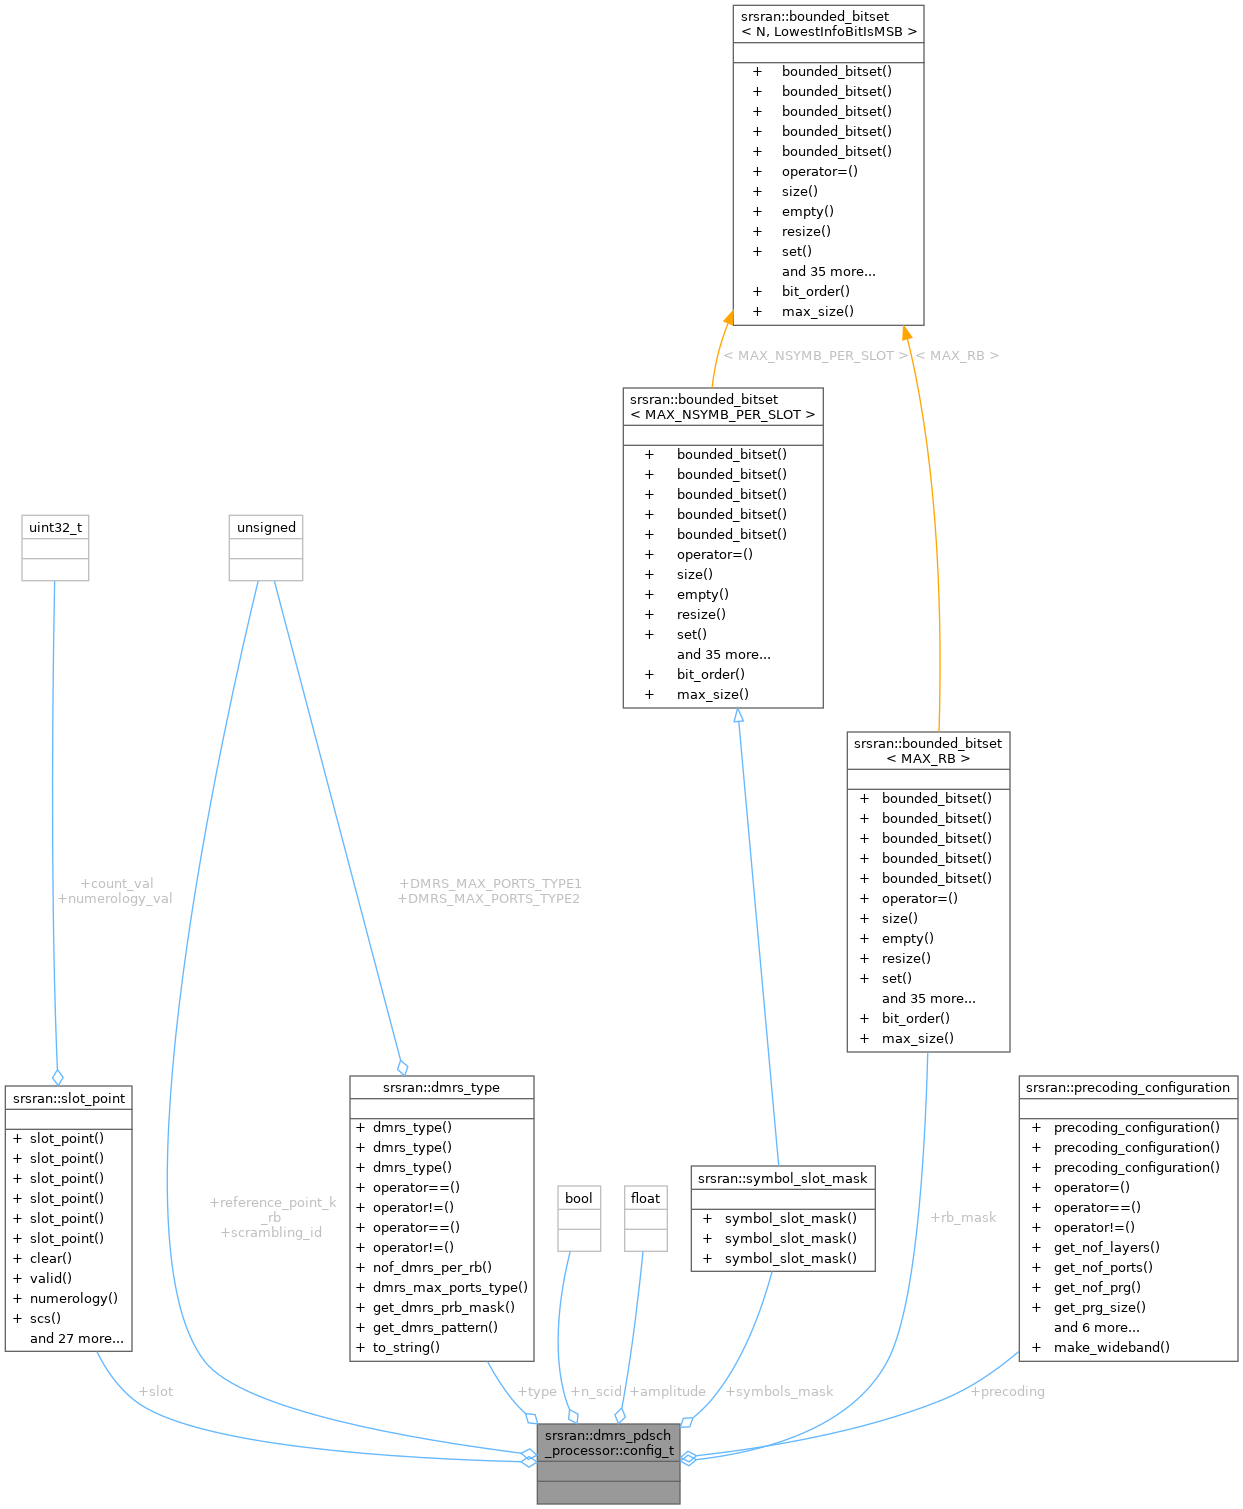 srsran::bounded_bitset
< N, LowestInfoBitIsMSB >
+ bounded_bitset()
+ bounded_bitset()
+ bounded_bitset()
+ bounded_bitset()
+ bounded_bitset()
+ operator=()
+ size()
+ empty()
+ resize()
+ set()
and 35 more...
+ bit_order()
+ max_size()
< MAX_NSYMB_PER_SLOT >
< MAX_RB >
srsran::bounded_bitset
< MAX_NSYMB_PER_SLOT >
+ bounded_bitset()
+ bounded_bitset()
+ bounded_bitset()
+ bounded_bitset()
+ bounded_bitset()
+ operator=()
+ size()
+ empty()
+ resize()
+ set()
and 35 more...
+ bit_order()
+ max_size()
uint32_t
unsigned
srsran::bounded_bitset
< MAX_RB >
+ bounded_bitset()
+ bounded_bitset()
+ bounded_bitset()
+ bounded_bitset()
+ bounded_bitset()
+ operator=()
+ size()
+ empty()
+ resize()
+ set()
and 35 more...
+ bit_order()
+ max_size()
+count_val
+numerology_val
+DMRS_MAX_PORTS_TYPE1
+DMRS_MAX_PORTS_TYPE2
srsran::slot_point
+ slot_point()
+ slot_point()
+ slot_point()
+ slot_point()
+ slot_point()
+ slot_point()
+ clear()
+ valid()
+ numerology()
+ scs()
and 27 more...
+reference_point_k
_rb
+scrambling_id
srsran::dmrs_type
+ dmrs_type()
+ dmrs_type()
+ dmrs_type()
+ operator==()
+ operator!=()
+ operator==()
+ operator!=()
+ nof_dmrs_per_rb()
+ dmrs_max_ports_type()
+ get_dmrs_prb_mask()
+ get_dmrs_pattern()
+ to_string()
bool
float
srsran::symbol_slot_mask
+ symbol_slot_mask()
+ symbol_slot_mask()
+ symbol_slot_mask()
+rb_mask
srsran::precoding_configuration
+ precoding_configuration()
+ precoding_configuration()
+ precoding_configuration()
+ operator=()
+ operator==()
+ operator!=()
+ get_nof_layers()
+ get_nof_ports()
+ get_nof_prg()
+ get_prg_size()
and 6 more...
+ make_wideband()
+slot
+type
+n_scid
+amplitude
+symbols_mask
+precoding
srsran::dmrs_pdsch
_processor::config_t